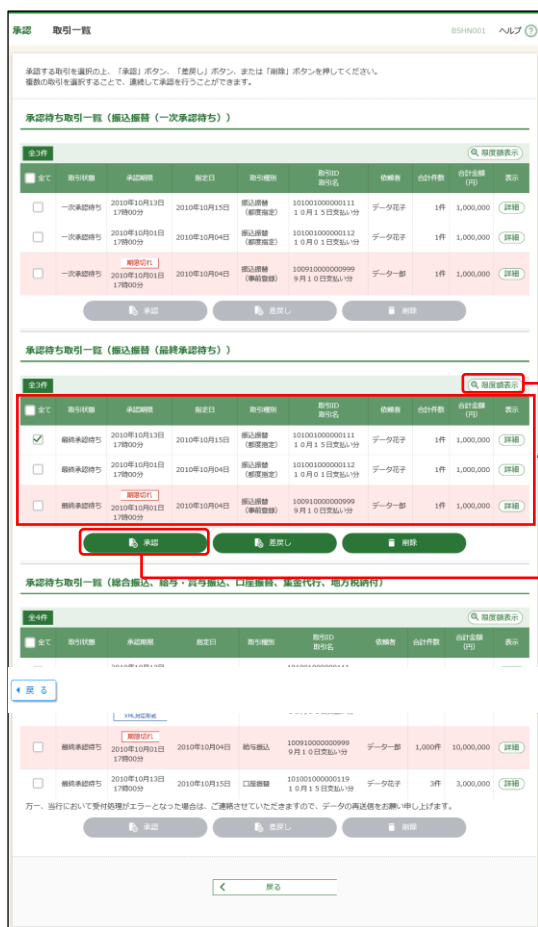 承認 取引一覧 BSHN001 ヘルプ ?
承認する取引を選択の上、「承認」ボタン、「差戻し」ボタン、または「削除」ボタンを押してください。
複数の取引を選択することで、連続して承認を行うことができます。
承認待ち取引一覧（振込振替（一次承認待ち））
全3件 限度額表示
全て 取引状態 承認期限 指定日 取引種別 取引ID 取引名 依頼者 合計件数 合計金額(円) 表示
一次承認待ち 2010年10月13日 17時00分 2010年10月15日 振込振替（都度指定） 101001000000111 10月15日支払い分 データ花子 1件 1,000,000 詳細
一次承認待ち 2010年10月01日 17時00分 2010年10月04日 振込振替（都度指定） 101001000000112 10月01日支払い分 データ花子 1件 1,000,000 詳細
期限切れ
一次承認待ち 2010年10月01日 17時00分 2010年10月04日 振込振替（事前登録） 100910000000999 9月10日支払い分 データ一郎 1件 1,000,000 詳細
承認 差戻し 削除
承認待ち取引一覧（振込振替（最終承認待ち））
全3件 限度額表示
全て 取引状態 承認期限 指定日 取引種別 取引ID 取引名 依頼者 合計件数 合計金額(円) 表示
最終承認待ち 2010年10月13日 17時00分 2010年10月15日 振込振替（都度指定） 101001000000111 10月15日支払い分 データ花子 1件 1,000,000 詳細
最終承認待ち 2010年10月01日 17時00分 2010年10月04日 振込振替（都度指定） 101001000000112 10月01日支払い分 データ花子 1件 1,000,000 詳細
期限切れ
最終承認待ち 2010年10月01日 17時00分 2010年10月04日 振込振替（事前登録） 100910000000999 9月10日支払い分 データ一郎 1件 1,000,000 詳細
承認 差戻し 削除
承認待ち取引一覧（総合振込、給与・賞与振込、口座振替、集金代行、地方税納付）
全4件 限度額表示
全て 取引状態 承認期限 指定日 取引種別 取引ID 取引名 依頼者 合計件数 合計金額(円) 表示
戻る
期限切れ
最終承認待ち 2010年10月01日 17時00分 2010年10月04日 給与振込 100910000000999 9月10日支払い分 データ一郎 1,000件 10,000,000 詳細
最終承認待ち 2010年10月13日 17時00分 2010年10月15日 口座振替 101001000000119 10月15日支払い分 データ花子 3件 3,000,000 詳細
万一、当行において受付処理がエラーとなった場合は、ご連絡させていただきますので、データの再送信をお願い申し上げます。
承認 差戻し 削除
戻る